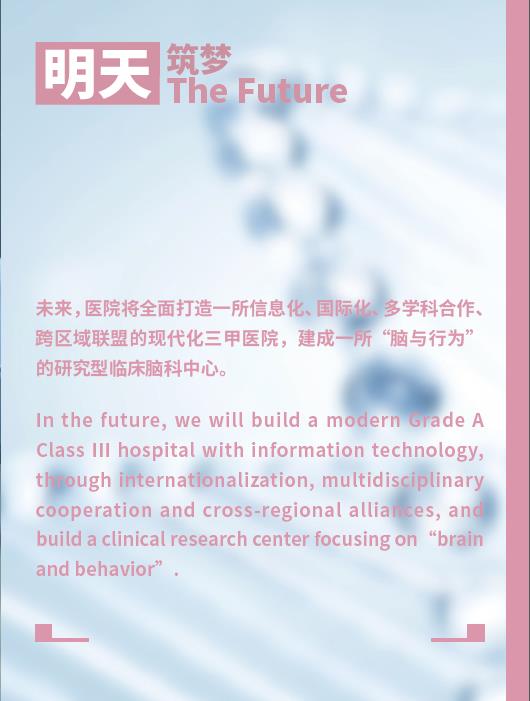 明天
筑梦
The Future
未来，医院将全面打造一所信息化、国际化、多学科合作、
跨区域联盟的现代化三甲医院，建成一所“脑与行为”
的研究型临床脑科中心。
In the future, we will build a modern Grade A
Class III hospital with information technology,
through internationalization, multidisciplinary
cooperation and cross-regional alliances, and
build a clinical research center focusing on “brain
and behavior” .